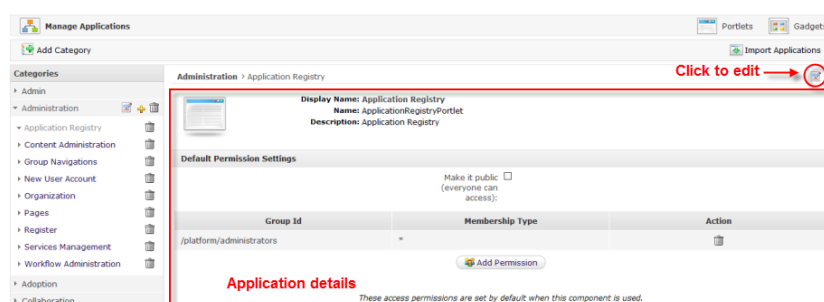 Manage Applications
Portlets
Gadgets
Add Category
Import Applications
Categories
Administration › Application Registry
Click to edit
Admin
Administration
Application Registry
Content Administration
Group Navigations
New User Account
Organization
Pages
Register
Services Management
Workflow Administration
Adoption
Collaboration
Display Name: Application Registry
Name: ApplicationRegistryPortlet
Description: Application Registry
Default Permission Settings
Make it public
(everyone can
access):
Group Id Membership Type Action
/platform/administrators *
Add Permission
Application details
These access permissions are set by default when this component is used.